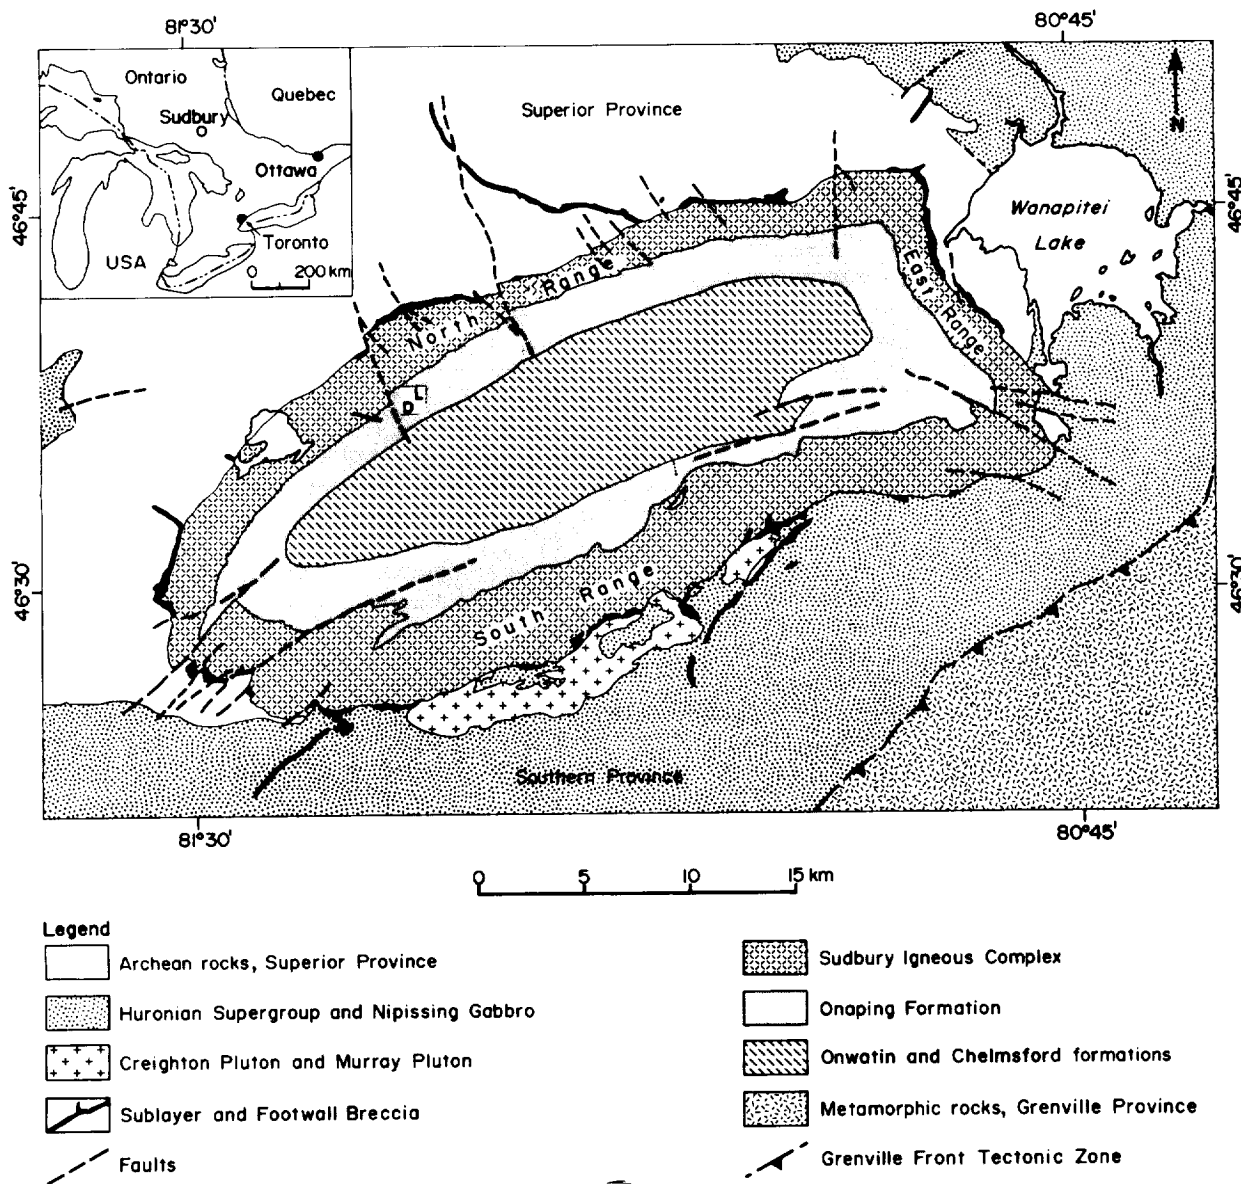 81°30'
80°45'
Ontario
Quebec
Sudbury
Ottawa
Toronto
USA
0 200 km
Superior Province
N
46°45'
46°45'
Wanapitei
Lake
North Range
East Range
D L
South Range
46°30'
46°30'
Southern Province
81°30'
80°45'
0 5 10 15 km
Legend
Archean rocks, Superior Province
Huronian Supergroup and Nipissing Gabbro
Creighton Pluton and Murray Pluton
Sublayer and Footwall Breccia
Faults
Sudbury Igneous Complex
Onaping Formation
Onwatin and Chelmsford formations
Metamorphic rocks, Grenville Province
Grenville Front Tectonic Zone